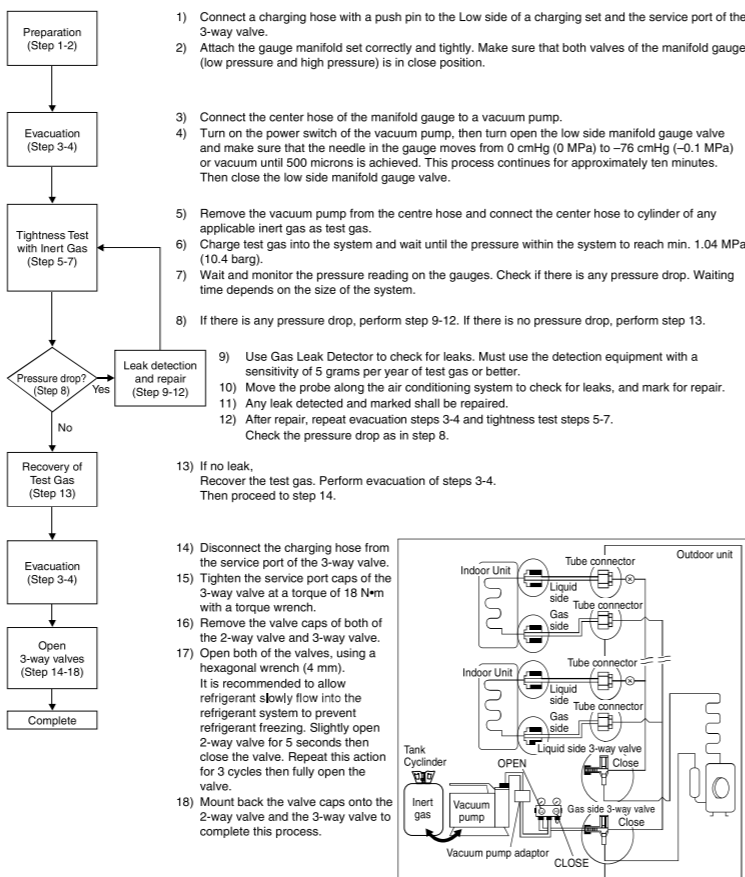 Preparation
(Step 1-2)
1) Connect a charging hose with a push pin to the Low side of a charging set and the service port of the
3-way valve.
2) Attach the gauge manifold set correctly and tightly. Make sure that both valves of the manifold gauge
(low pressure and high pressure) is in close position.
Evacuation
(Step 3-4)
3) Connect the center hose of the manifold gauge to a vacuum pump.
4) Turn on the power switch of the vacuum pump, then turn open the low side manifold gauge valve
and make sure that the needle in the gauge moves from 0 cmHg (0 MPa) to –76 cmHg (–0.1 MPa)
or vacuum until 500 microns is achieved. This process continues for approximately ten minutes.
Then close the low side manifold gauge valve.
Tightness Test
with Inert Gas
(Step 5-7)
5) Remove the vacuum pump from the centre hose and connect the center hose to cylinder of any
applicable inert gas as test gas.
6) Charge test gas into the system and wait until the pressure within the system to reach min. 1.04 MPa
(10.4 barg).
7) Wait and monitor the pressure reading on the gauges. Check if there is any pressure drop. Waiting
time depends on the size of the system.
8) If there is any pressure drop, perform step 9-12. If there is no pressure drop, perform step 13.
Pressure drop?
(Step 8)
Yes
No
Leak detection
and repair
(Step 9-12)
9) Use Gas Leak Detector to check for leaks. Must use the detection equipment with a
sensitivity of 5 grams per year of test gas or better.
10) Move the probe along the air conditioning system to check for leaks, and mark for repair.
11) Any leak detected and marked shall be repaired.
12) After repair, repeat evacuation steps 3-4 and tightness test steps 5-7.
Check the pressure drop as in step 8.
Recovery of
Test Gas
(Step 13)
13) If no leak,
Recover the test gas. Perform evacuation of steps 3-4.
Then proceed to step 14.
Evacuation
(Step 3-4)
Open
3-way valves
(Step 14-18)
Complete
14) Disconnect the charging hose from
the service port of the 3-way valve.
15) Tighten the service port caps of the
3-way valve at a torque of 18 N•m
with a torque wrench.
16) Remove the valve caps of both of
the 2-way valve and 3-way valve.
17) Open both of the valves, using a
hexagonal wrench (4 mm).
It is recommended to allow
refrigerant slowly flow into the
refrigerant system to prevent
refrigerant freezing. Slightly open
2-way valve for 5 seconds then
close the valve. Repeat this action
for 3 cycles then fully open the
valve.
18) Mount back the valve caps onto the
2-way valve and the 3-way valve to
complete this process.
Outdoor unit
Tube connector
Indoor Unit
Liquid
side
Gas
side
Tube connector
Tube connector
Indoor Unit
Liquid
side
Gas
side
Tube connector
Liquid side 3-way valve
Close
Tank
Cyclinder
OPEN
Inert
gas
Vacuum
pump
Gas side 3-way valve
Close
Vacuum pump adaptor
CLOSE